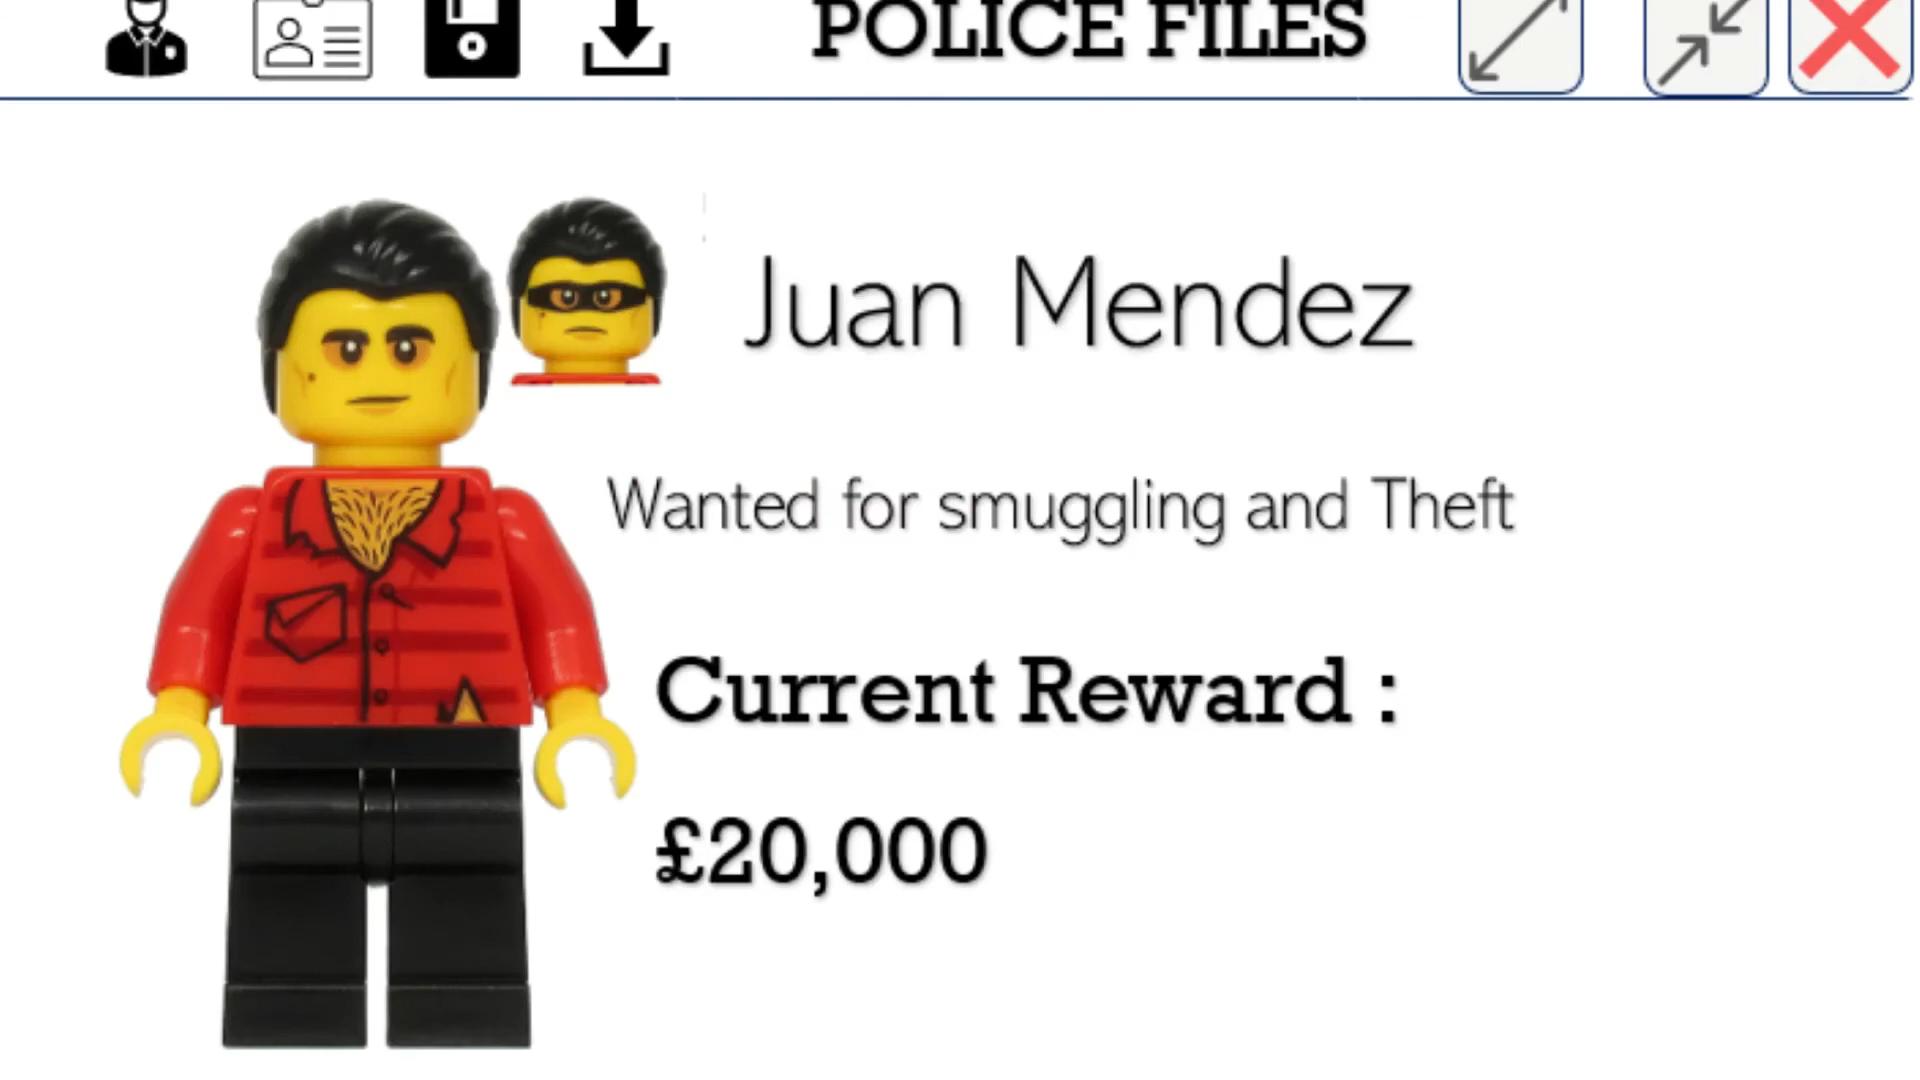 POLICE FILES
Juan Mendez
Wanted for smuggling and Theft
Current Reward :
£20,000